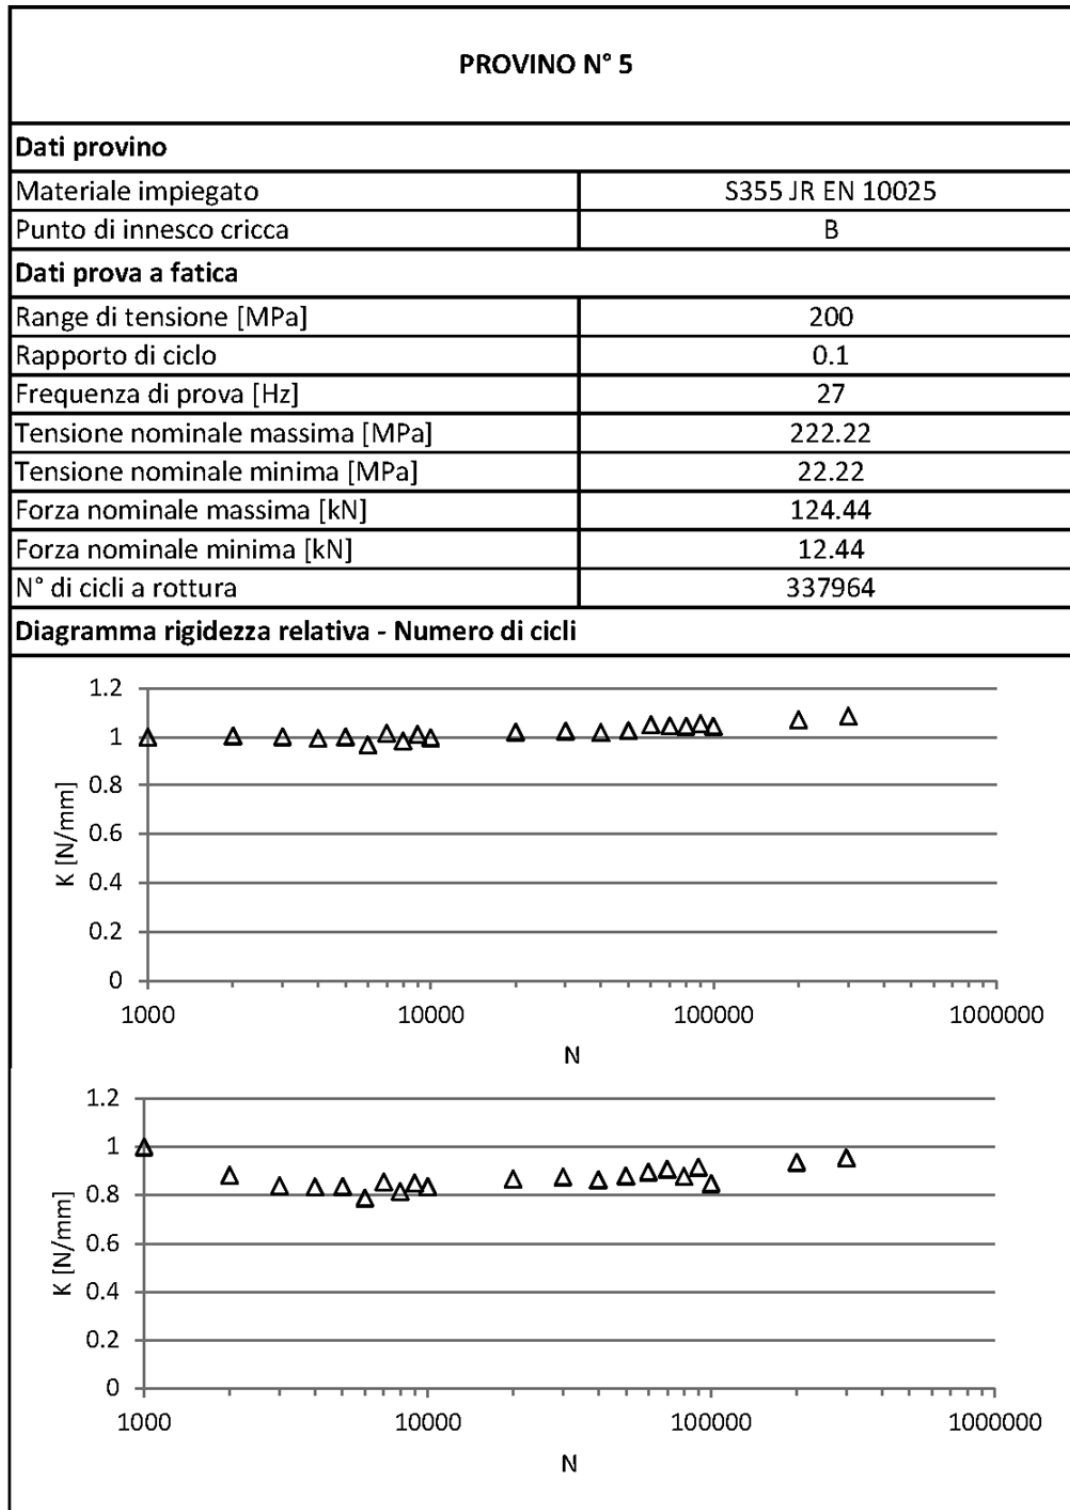 PROVINO N° 5
Dati provino
Materiale impiegato S355 JR EN 10025
Punto di innesco cricca B
Dati prova a fatica
Range di tensione [MPa] 200
Rapporto di ciclo 0.1
Frequenza di prova [Hz] 27
Tensione nominale massima [MPa] 222.22
Tensione nominale minima [MPa] 22.22
Forza nominale massima [kN] 124.44
Forza nominale minima [kN] 12.44
N° di cicli a rottura 337964
Diagramma rigidezza relativa - Numero di cicli
1.2
1
0.8
0.6
0.4
0.2
0
K [N/mm]
1000 10000 100000 1000000
N
1.2
1
0.8
0.6
0.4
0.2
0
K [N/mm]
1000 10000 100000 1000000
N